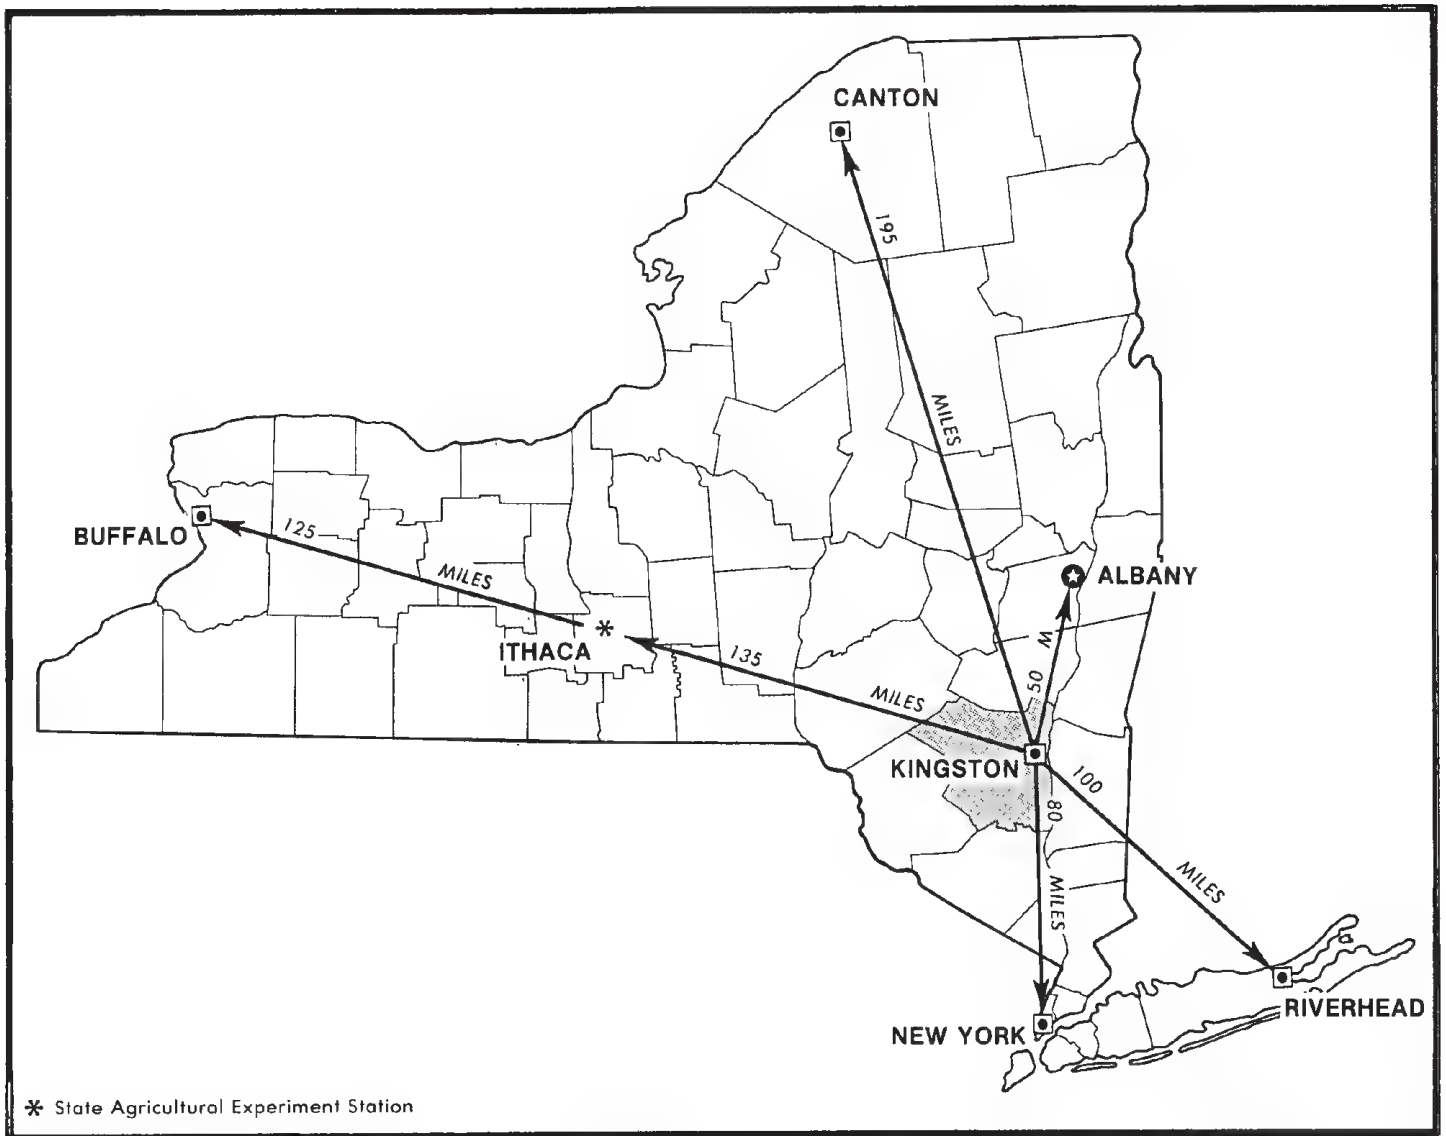 CANTON
195
MILES
BUFFALO
125
MILES
ALBANY
ITHACA
135
MILES
50 M
KINGSTON
100
MILES
80
MILES
NEW YORK
RIVERHEAD
* State Agricultural Experiment Station